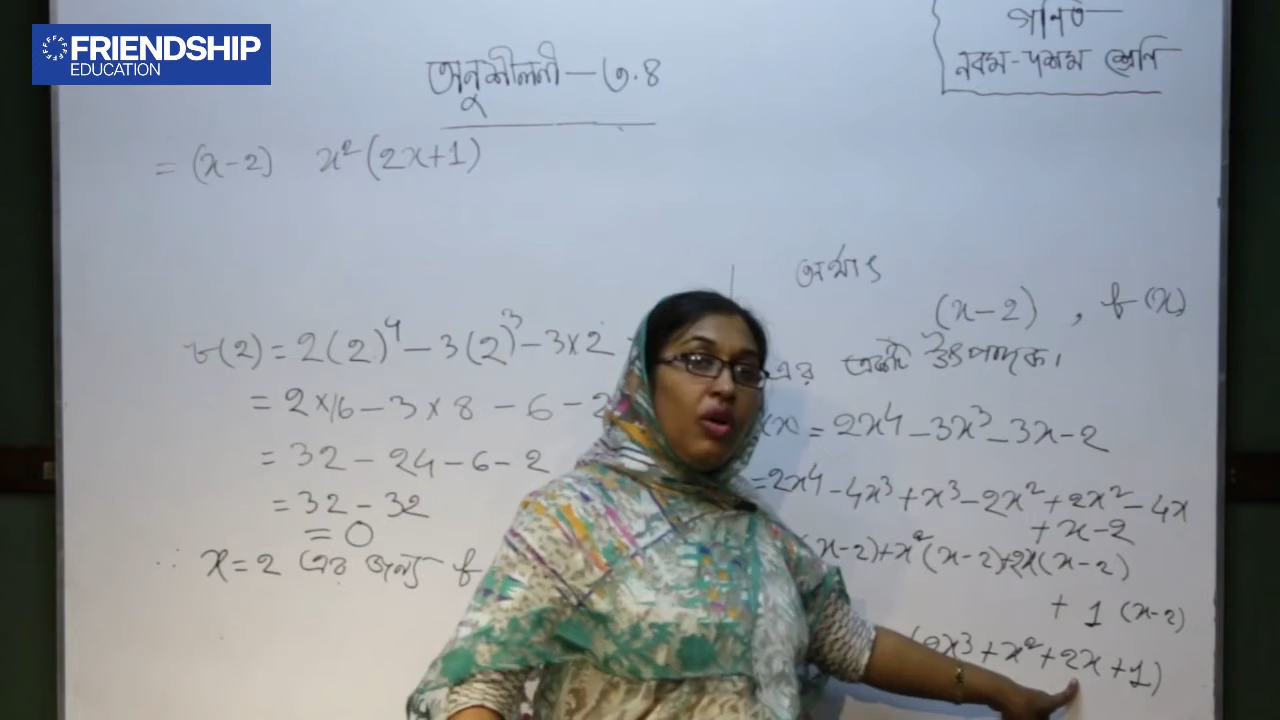 FRIENDSHIP
EDUCATION
গণিত
নবম-দশম শ্রেণি
অনুশীলনী-৩.৪
= (x-2) x² (2x+1)
f(2) = 2(2)⁴ - 3(2)³ - 3×2
= 2×16 - 3×8 - 6 - 2
= 32 - 24 - 6 - 2
= 32 - 32
= 0
∴ x=2 এর জন্য f
অর্থাৎ
(x-2) , f(x)
এর একটি উৎপাদক।
(x) = 2x⁴ - 3x³ - 3x - 2
= 2x⁴ - 4x³ + x³ - 2x² + 2x² - 4x
+ x - 2
(x-2) + x²(x-2) + 2x(x-2)
+ 1 (x-2)
(2x³ + x² + 2x + 1)